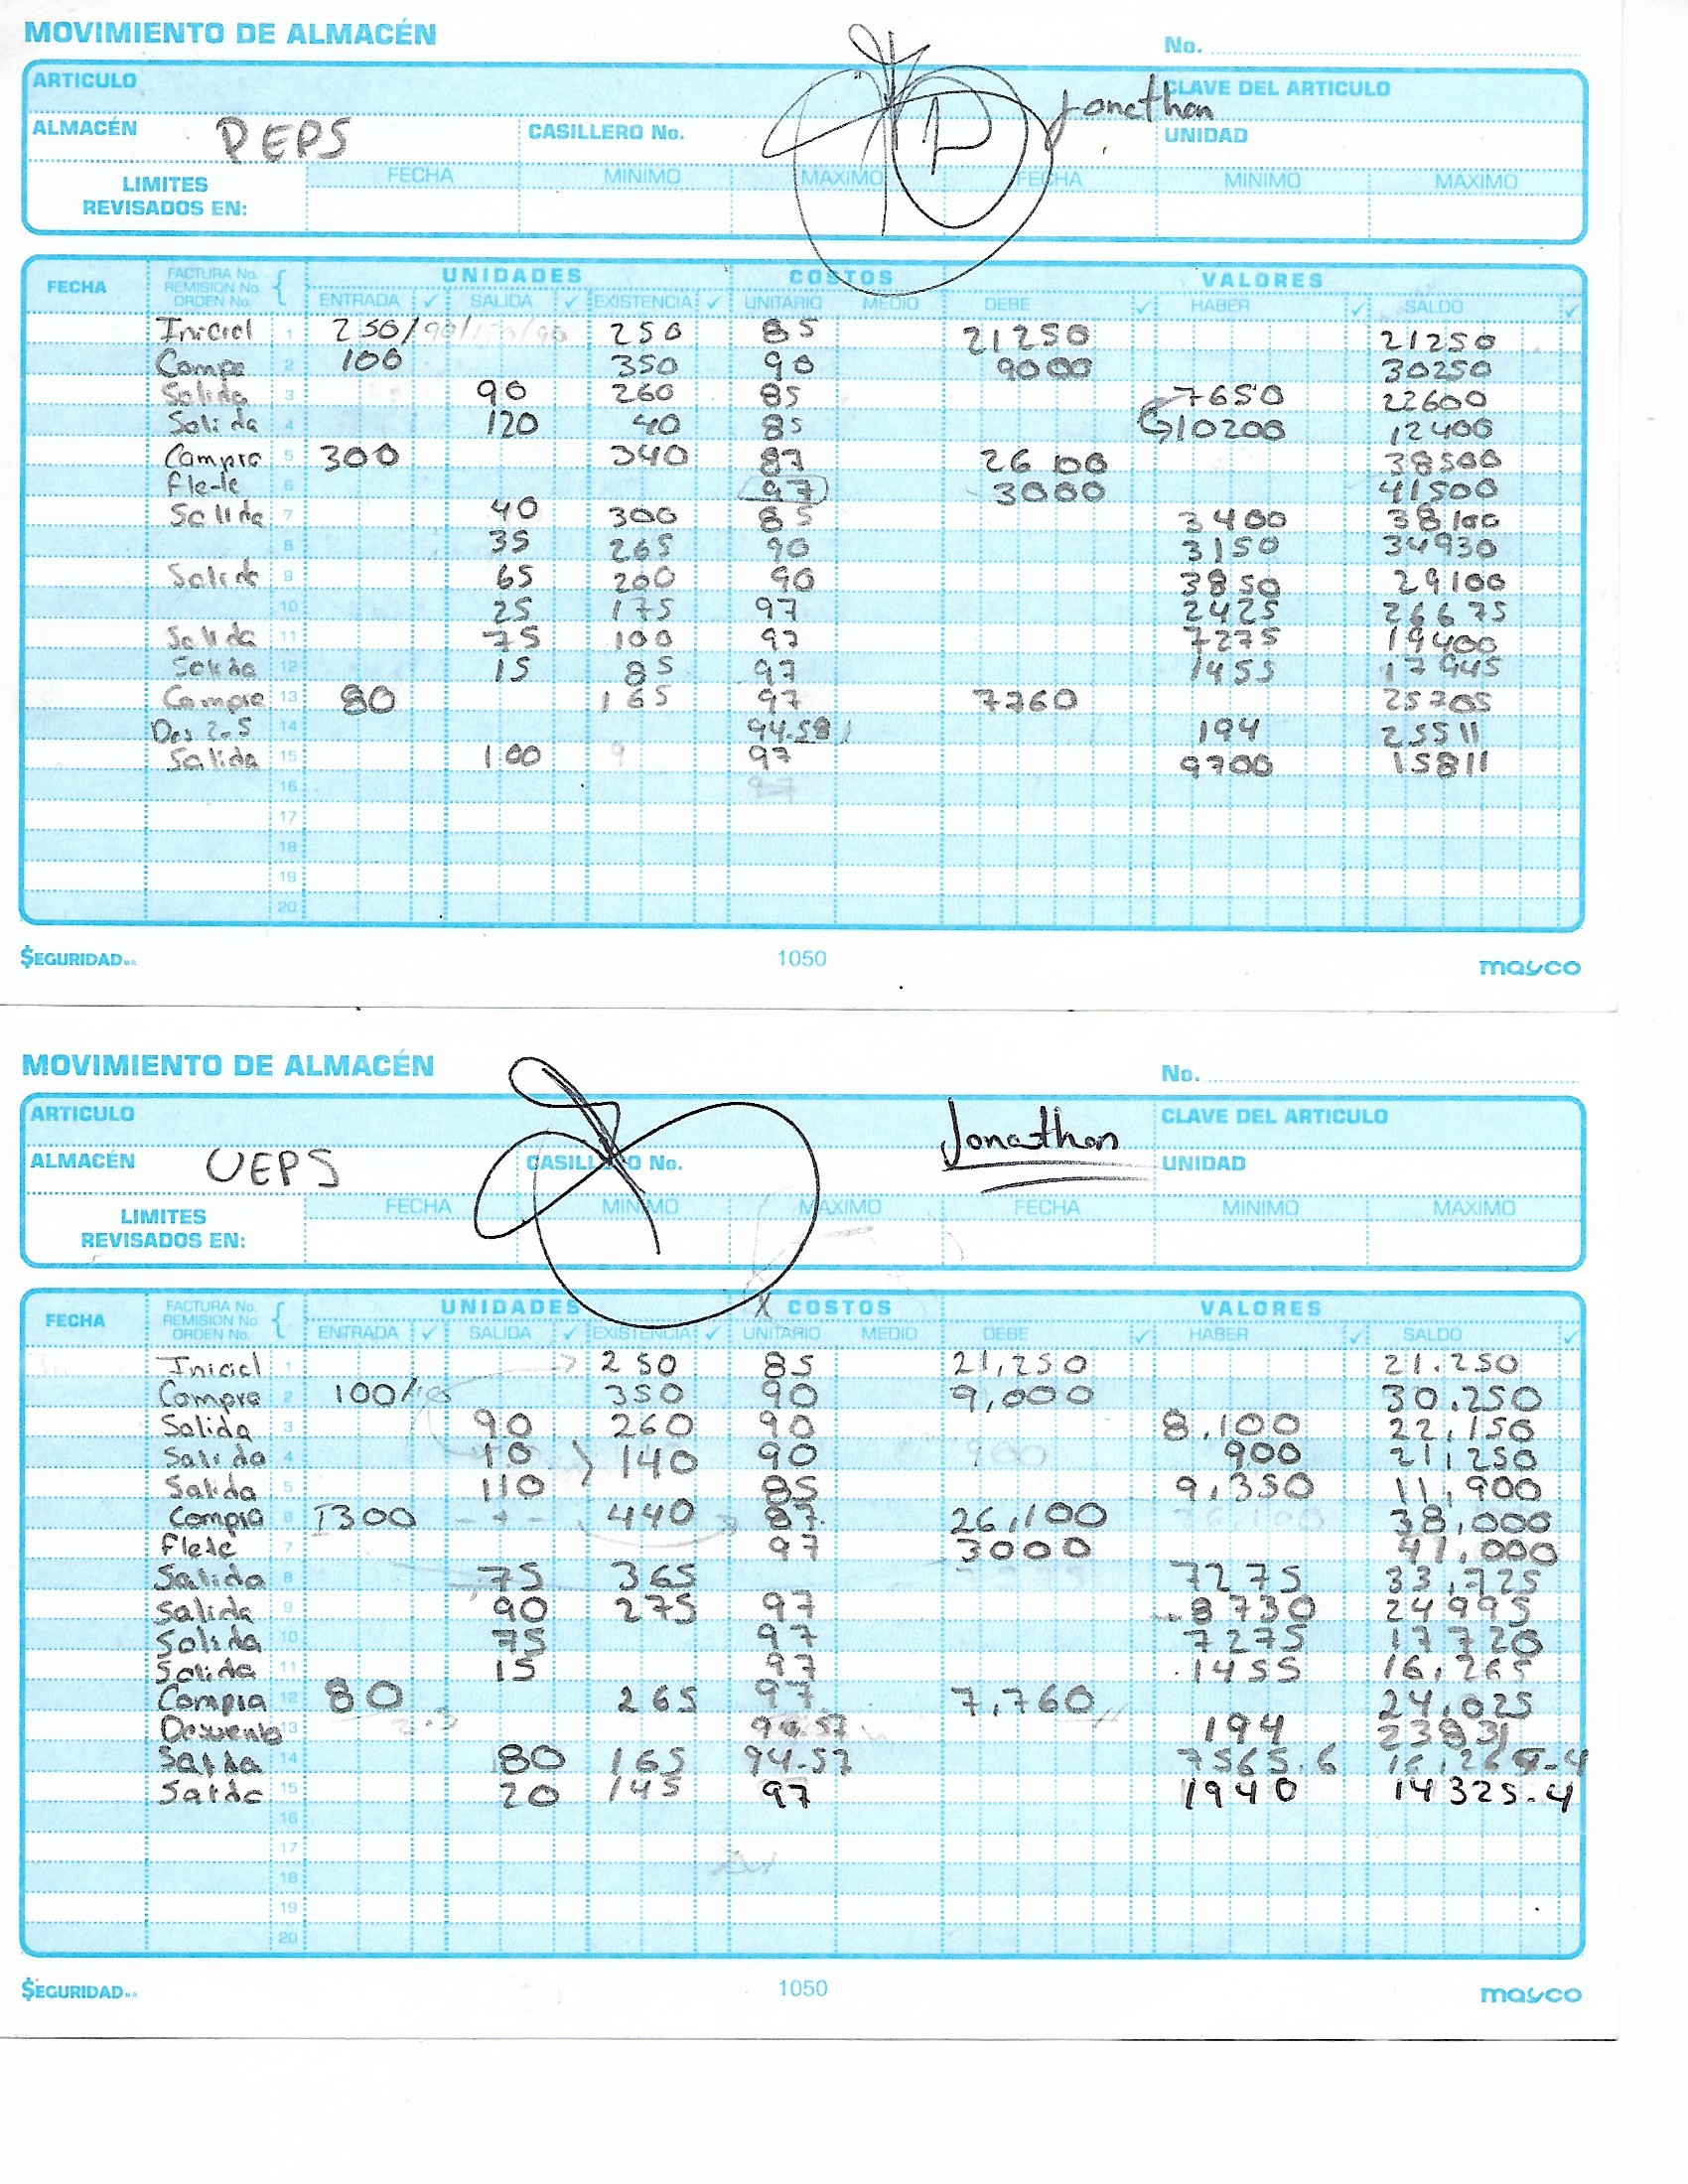 MOVIMIENTO DE ALMACÉN
No.
ARTICULO Jonathan CLAVE DEL ARTICULO
ALMACÉN PEPS CASILLERO No. UNIDAD
LIMITES REVISADOS EN: FECHA MINIMO MAXIMO FECHA MINIMO MAXIMO
UNIDADES COSTOS VALORES
FECHA FACTURA No. REMISION No. ORDEN No. ENTRADA ✓ SALIDA ✓ EXISTENCIA ✓ UNITARIO MEDIO DEBE ✓ HABER ✓ SALDO ✓
Inicial 1 250/ 250 85 21250 21250
Compe 2 100 350 90 9000 30250
Salida 3 90 260 85 7650 22600
Salida 4 120 40 85 10200 12400
Compra 5 300 340 87 26100 38500
flete 6 97 3000 41500
Salida 7 40 300 85 3400 38100
8 35 265 90 3150 34930
Salida 9 65 200 90 3850 29100
10 25 175 97 2425 26675
Salida 11 75 100 97 7275 19400
Salida 12 15 85 97 1455 17945
Compra 13 80 165 97 7760 25705
Des 2.5 14 94.58 194 25511
Salida 15 100 97 9700 15811
16
17
18
19
20
$EGURIDAD M.R. 1050 mayco
MOVIMIENTO DE ALMACÉN
No.
ARTICULO Jonathan CLAVE DEL ARTICULO
ALMACÉN UEPS CASILLERO No. UNIDAD
LIMITES REVISADOS EN: FECHA MINIMO MAXIMO FECHA MINIMO MAXIMO
UNIDADES X COSTOS VALORES
FECHA FACTURA No. REMISION No. ORDEN No. ENTRADA ✓ SALIDA ✓ EXISTENCIA ✓ UNITARIO MEDIO DEBE ✓ HABER ✓ SALDO ✓
Inicial 1 250 85 21,250 21.250
Compra 2 100/ 350 90 9,000 30.250
Salida 3 90 260 90 8,100 22,150
Salida 4 10 140 90 900 21,250
Salida 5 110 85 9,350 11,900
Compra 6 300 440 87 26,100 38,000
Flete 7 97 3000 41,000
Salida 8 75 365 7275 33,725
Salida 9 90 275 97 8730 24995
Salida 10 75 97 7275 17720
Salida 11 15 97 1455 16,265
Compra 12 80 265 97 7,760 24,025
Descuento 13 94.57 194 23831
Salida 14 80 165 94.57 7565.6
Salida 15 20 145 97 1940 14325.4
16
17
18
19
20
$EGURIDAD M.R. 1050 mayco